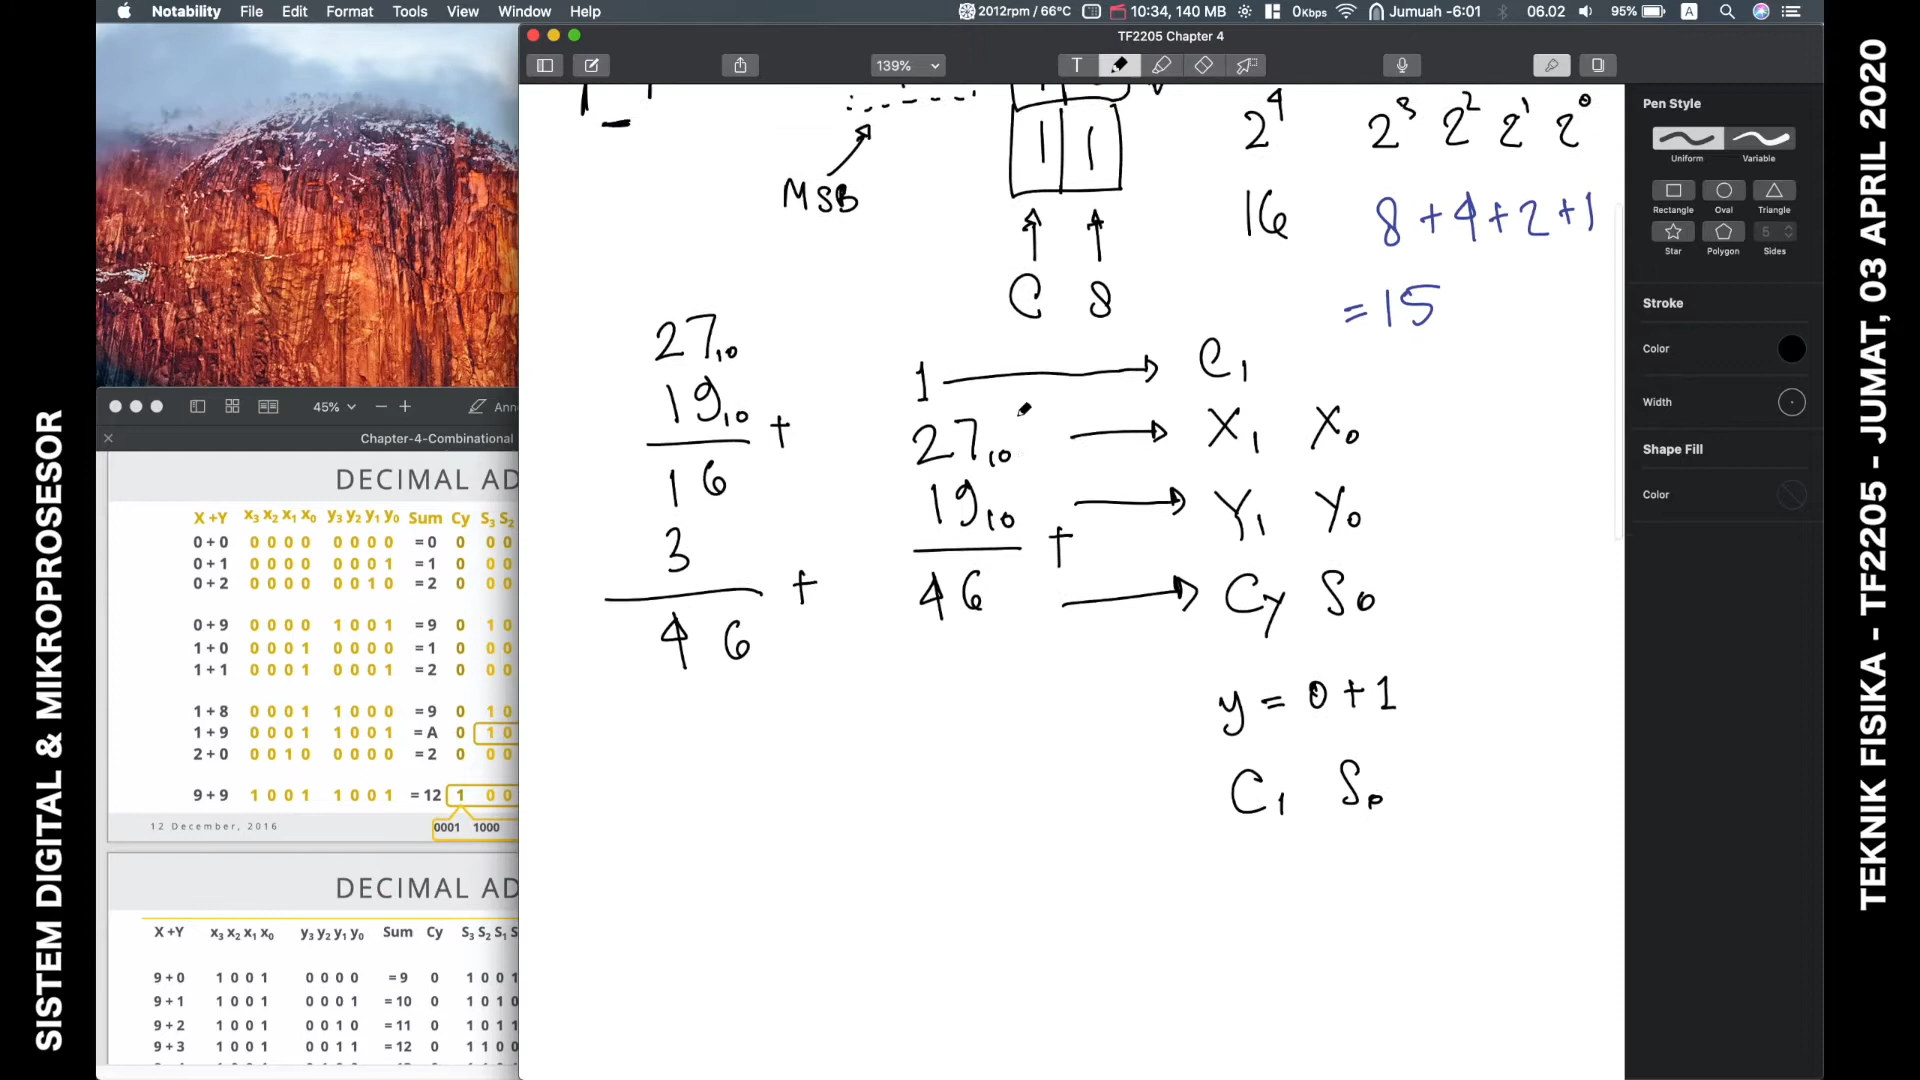 Notability File Edit Format Tools View Window Help
2012rpm / 66°C 10:34, 140 MB 0Kbps Jumuah -6:01 06.02 95% A
TF2205 Chapter 4
139%
T
SISTEM DIGITAL & MIKROPROSESOR
TEKNIK FISIKA - TF2205 - JUMAT, 03 APRIL 2020
45%
Chapter-4-Combinational
DECIMAL AD
X +Y x3 x2 x1 x0 y3 y2 y1 y0 Sum Cy S3 S2
0 + 0 0 0 0 0 0 0 0 0 = 0 0 0 0
0 + 1 0 0 0 0 0 0 0 1 = 1 0 0 0
0 + 2 0 0 0 0 0 0 1 0 = 2 0 0 0
0 + 9 0 0 0 0 1 0 0 1 = 9 0 1 0
1 + 0 0 0 0 1 0 0 0 0 = 1 0 0 0
1 + 1 0 0 0 1 0 0 0 1 = 2 0 0 0
1 + 8 0 0 0 1 1 0 0 0 = 9 0 1 0
1 + 9 0 0 0 1 1 0 0 1 = A 0 1 0
2 + 0 0 0 1 0 0 0 0 0 = 2 0 0 0
9 + 9 1 0 0 1 1 0 0 1 = 12 1 0 0
12 December, 2016
0001 1000
DECIMAL AD
X +Y x3 x2 x1 x0 y3 y2 y1 y0 Sum Cy S3 S2 S1 S
9 + 0 1 0 0 1 0 0 0 0 = 9 0 1 0 0 1
9 + 1 1 0 0 1 0 0 0 1 = 10 0 1 0 1 0
9 + 2 1 0 0 1 0 0 1 0 = 11 0 1 0 1 1
9 + 3 1 0 0 1 0 0 1 1 = 12 0 1 1 0 0
MSB
1 1
C S
2^4 2^3 2^2 2^1 2^0
16 8 + 4 + 2 + 1
= 15
27₁₀
19₁₀ +
16
3 +
4 6
1 → C₁
27₁₀ → X₁ X₀
19₁₀ + → Y₁ Y₀
46 → Cy S₀
y = 0 + 1
C₁ S₀
Pen Style
Uniform Variable
Rectangle Oval Triangle
5
Star Polygon Sides
Stroke
Color
Width
Shape Fill
Color